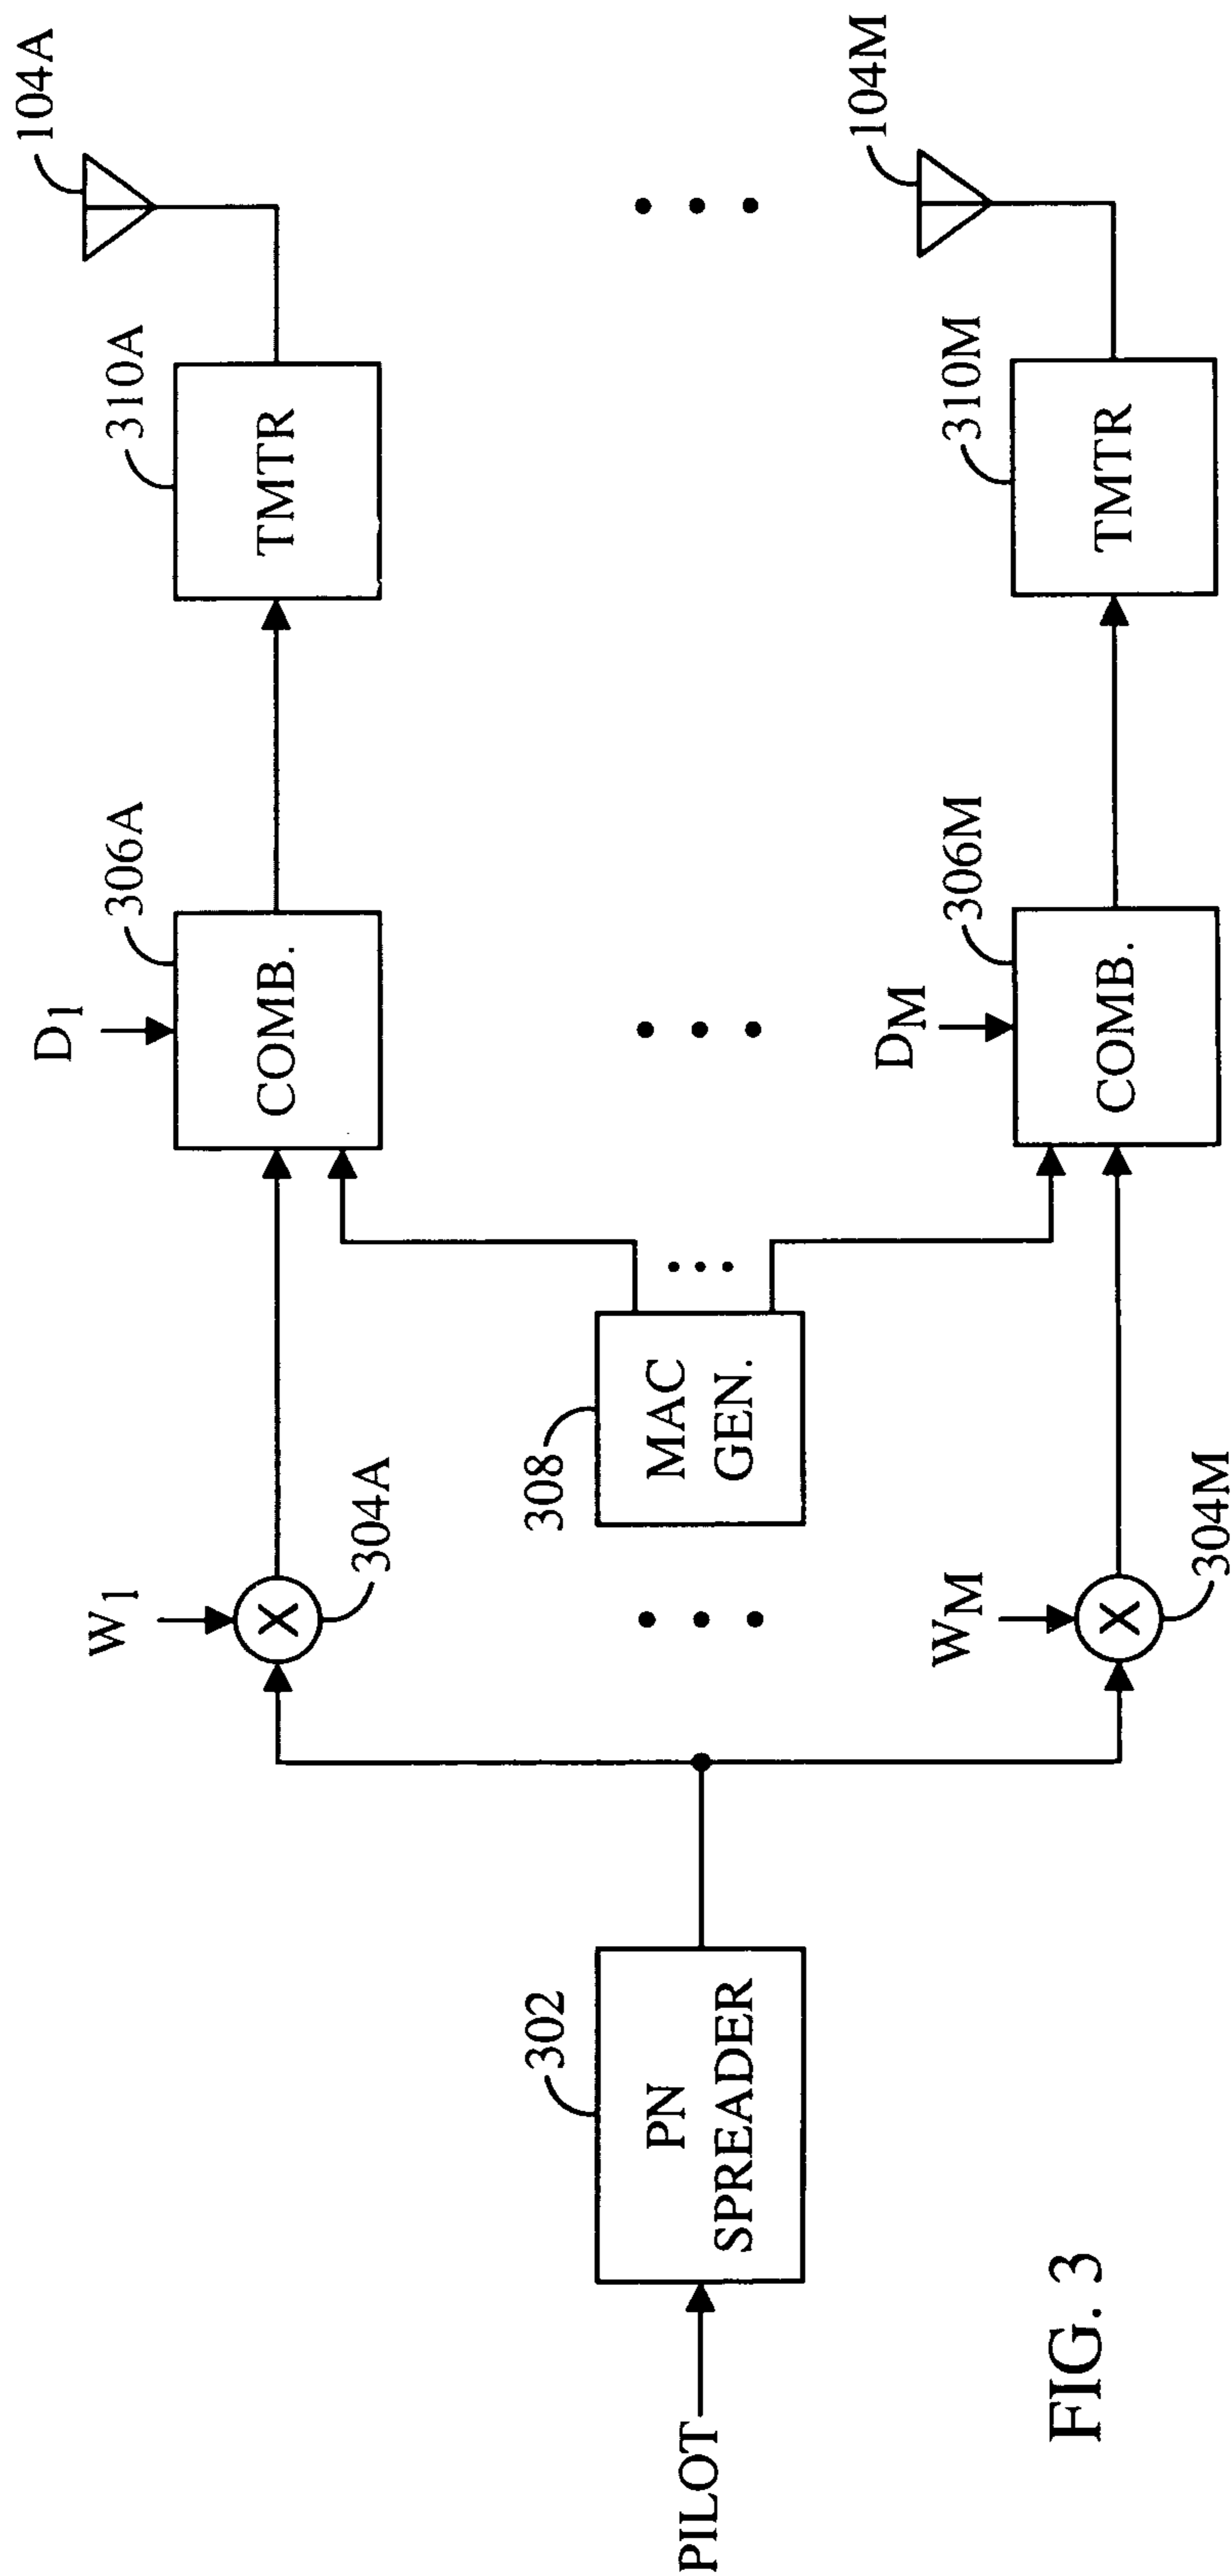 PILOT
PN
SPREADER
302
W1
304A
WM
304M
MAC
GEN.
308
D1
COMB.
306A
DM
COMB.
306M
TMTR
310A
TMTR
310M
104A
104M
FIG. 3